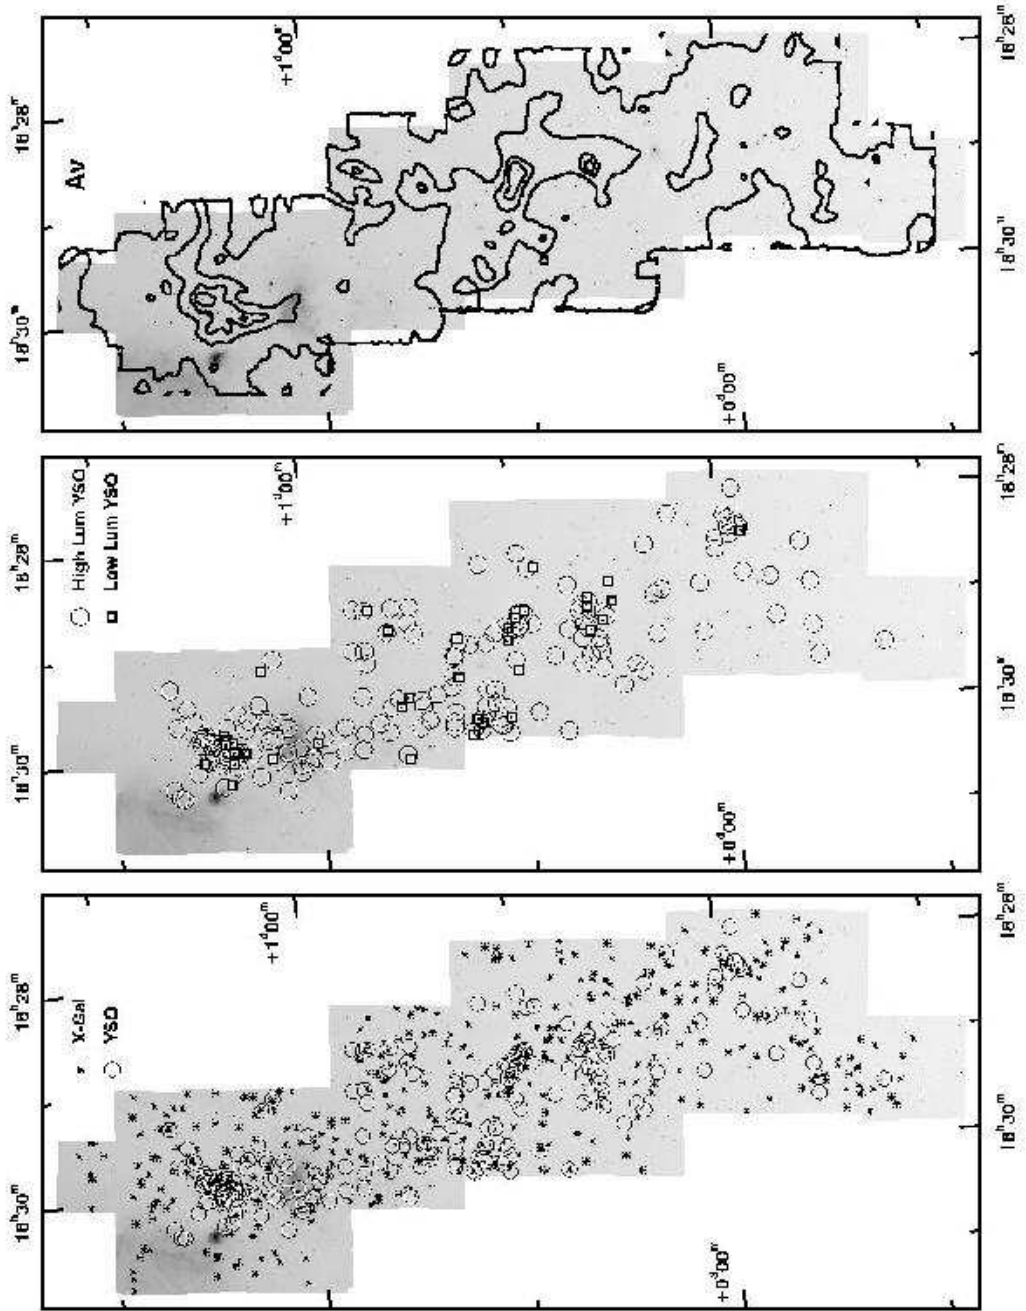 Av
18ʰ28ᵐ
18ʰ30ᵐ
+1ᵈ00ᵐ
+0ᵈ00ᵐ
18ʰ28ᵐ
18ʰ30ᵐ
High Lum YSO
Low Lum YSO
18ʰ28ᵐ
18ʰ30ᵐ
+1ᵈ00ᵐ
+0ᵈ00ᵐ
18ʰ28ᵐ
18ʰ30ᵐ
X-Gal
YSO
18ʰ28ᵐ
18ʰ30ᵐ
+1ᵈ00ᵐ
+0ᵈ00ᵐ
18ʰ28ᵐ
18ʰ30ᵐ